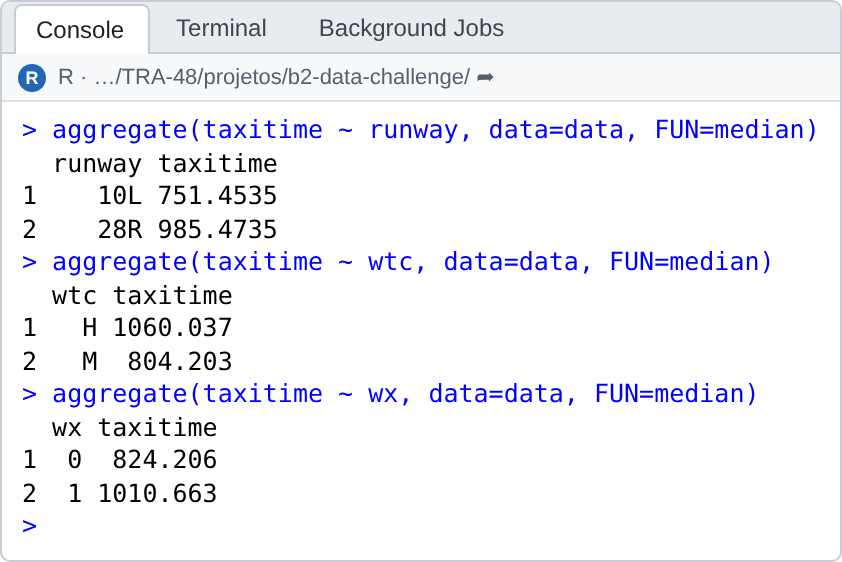 Console Terminal Background Jobs
R R · …/TRA-48/projetos/b2-data-challenge/ ➦
> aggregate(taxitime ~ runway, data=data, FUN=median)
  runway taxitime
1    10L 751.4535
2    28R 985.4735
> aggregate(taxitime ~ wtc, data=data, FUN=median)
  wtc taxitime
1   H 1060.037
2   M  804.203
> aggregate(taxitime ~ wx, data=data, FUN=median)
  wx taxitime
1  0  824.206
2  1 1010.663
>